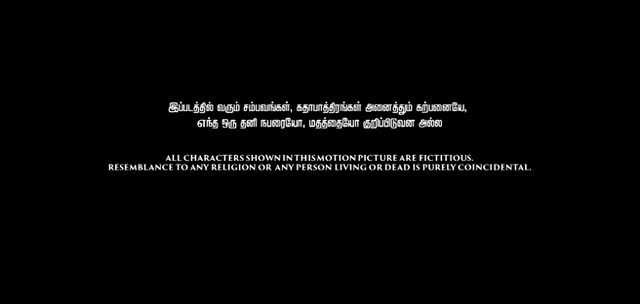 இப்படத்தில் வரும் சம்பவங்கள், கதாபாத்திரங்கள் அனைத்தும் கற்பனையே,
எந்த ஒரு தனி நபரையோ, மதத்தையோ குறிப்பிடுவன அல்ல
ALL CHARACTERS SHOWN IN THIS MOTION PICTURE ARE FICTITIOUS.
RESEMBLANCE TO ANY RELIGION OR ANY PERSON LIVING OR DEAD IS PURELY COINCIDENTAL.